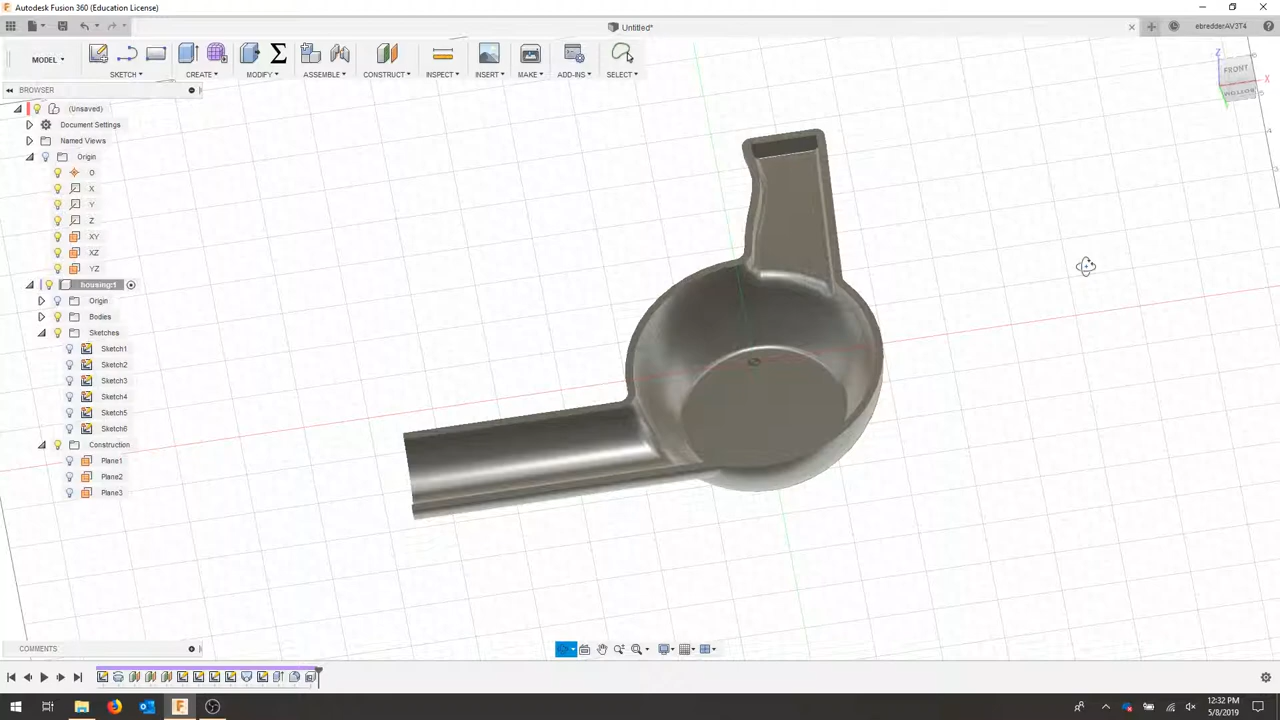 Autodesk Fusion 360 (Education License)
Untitled*
ebredderAV3T4
MODEL
SKETCH
CREATE
MODIFY
ASSEMBLE
CONSTRUCT
INSPECT
INSERT
MAKE
ADD-INS
SELECT
BROWSER
(Unsaved)
Document Settings
Named Views
Origin
O
X
Y
Z
XY
XZ
YZ
housing:1
Origin
Bodies
Sketches
Sketch1
Sketch2
Sketch3
Sketch4
Sketch5
Sketch6
Construction
Plane1
Plane2
Plane3
Z
FRONT
X
BOTTOM
COMMENTS
12:32 PM
5/8/2019